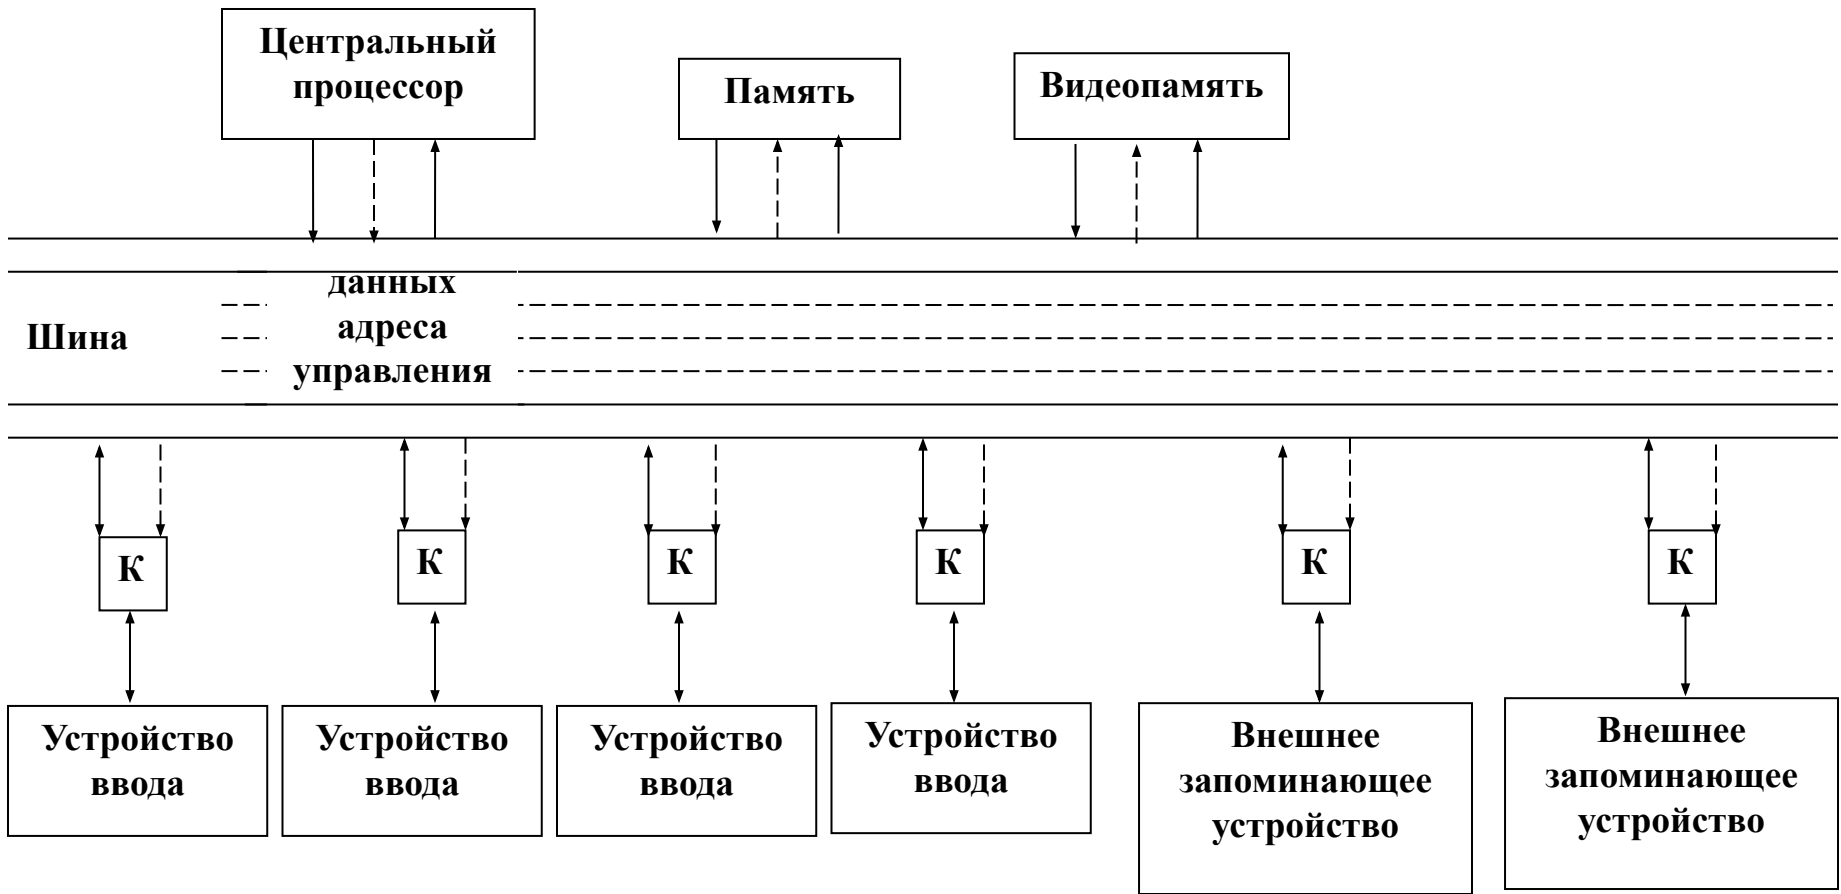 Центральный
процессор
Память
Видеопамять
Шина
данных
адреса
управления
К
К
К
К
К
К
Устройство
ввода
Устройство
ввода
Устройство
ввода
Устройство
ввода
Внешнее
запоминающее
устройство
Внешнее
запоминающее
устройство